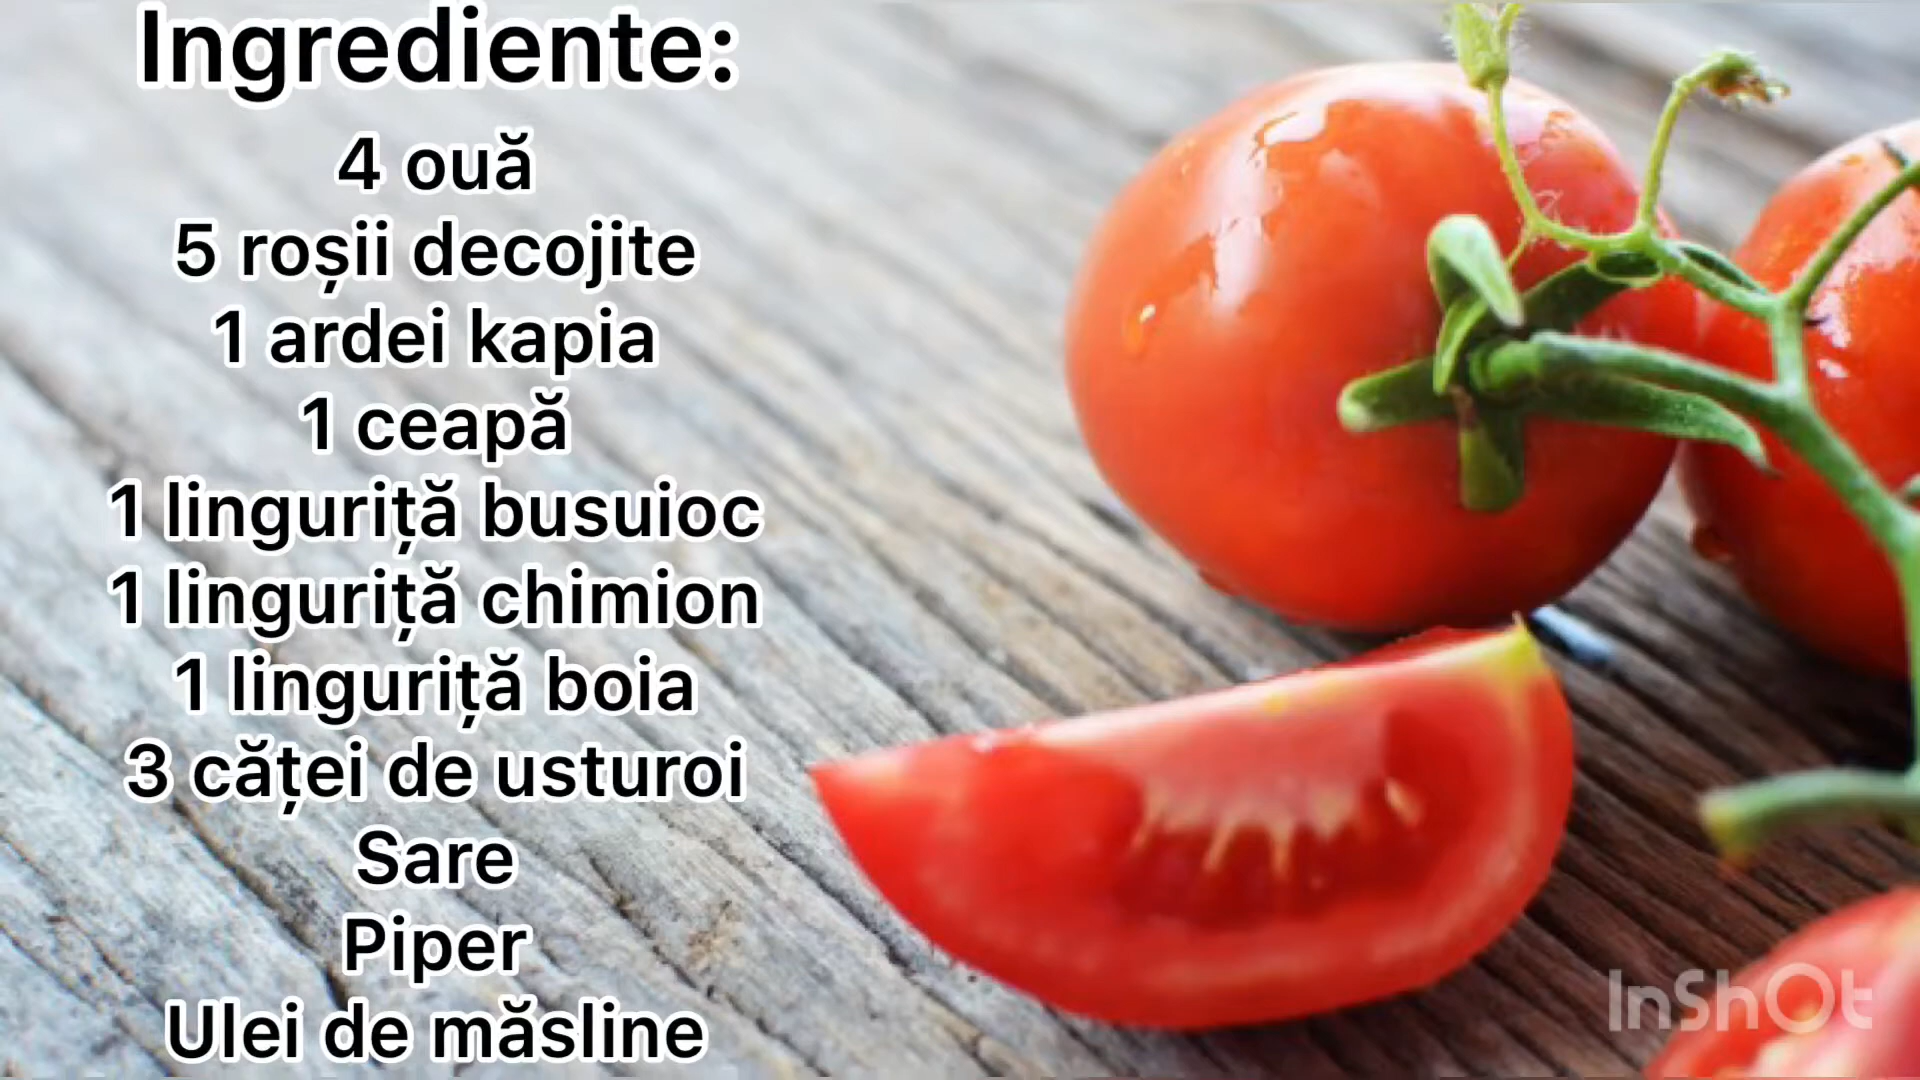 Ingrediente:
4 ouă
5 roșii decojite
1 ardei kapia
1 ceapă
1 linguriță busuioc
1 linguriță chimion
1 linguriță boia
3 căței de usturoi
Sare
Piper
Ulei de măsline
InShOt